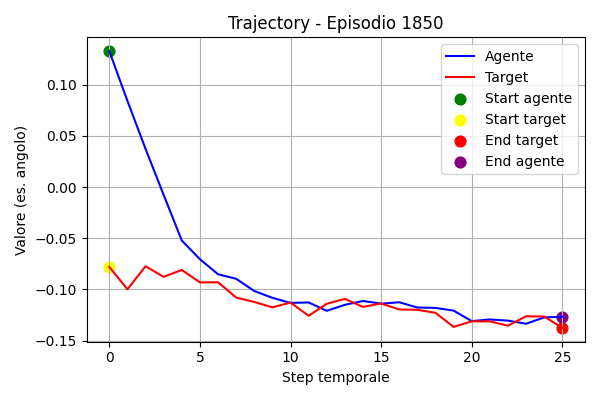 Trajectory - Episodio 1850
Valore (es. angolo)
0.10
0.05
0.00
−0.05
−0.10
−0.15
Agente
Target
Start agente
Start target
End target
End agente
0 5 10 15 20 25
Step temporale